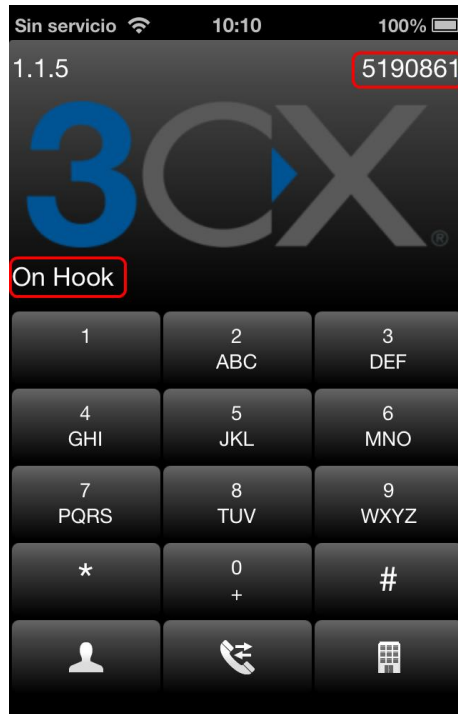 Sin servicio 10:10 100%
1.1.5 5190861
3CX®
On Hook
1 2 3
ABC DEF
4 5 6
GHI JKL MNO
7 8 9
PQRS TUV WXYZ
* 0 #
+